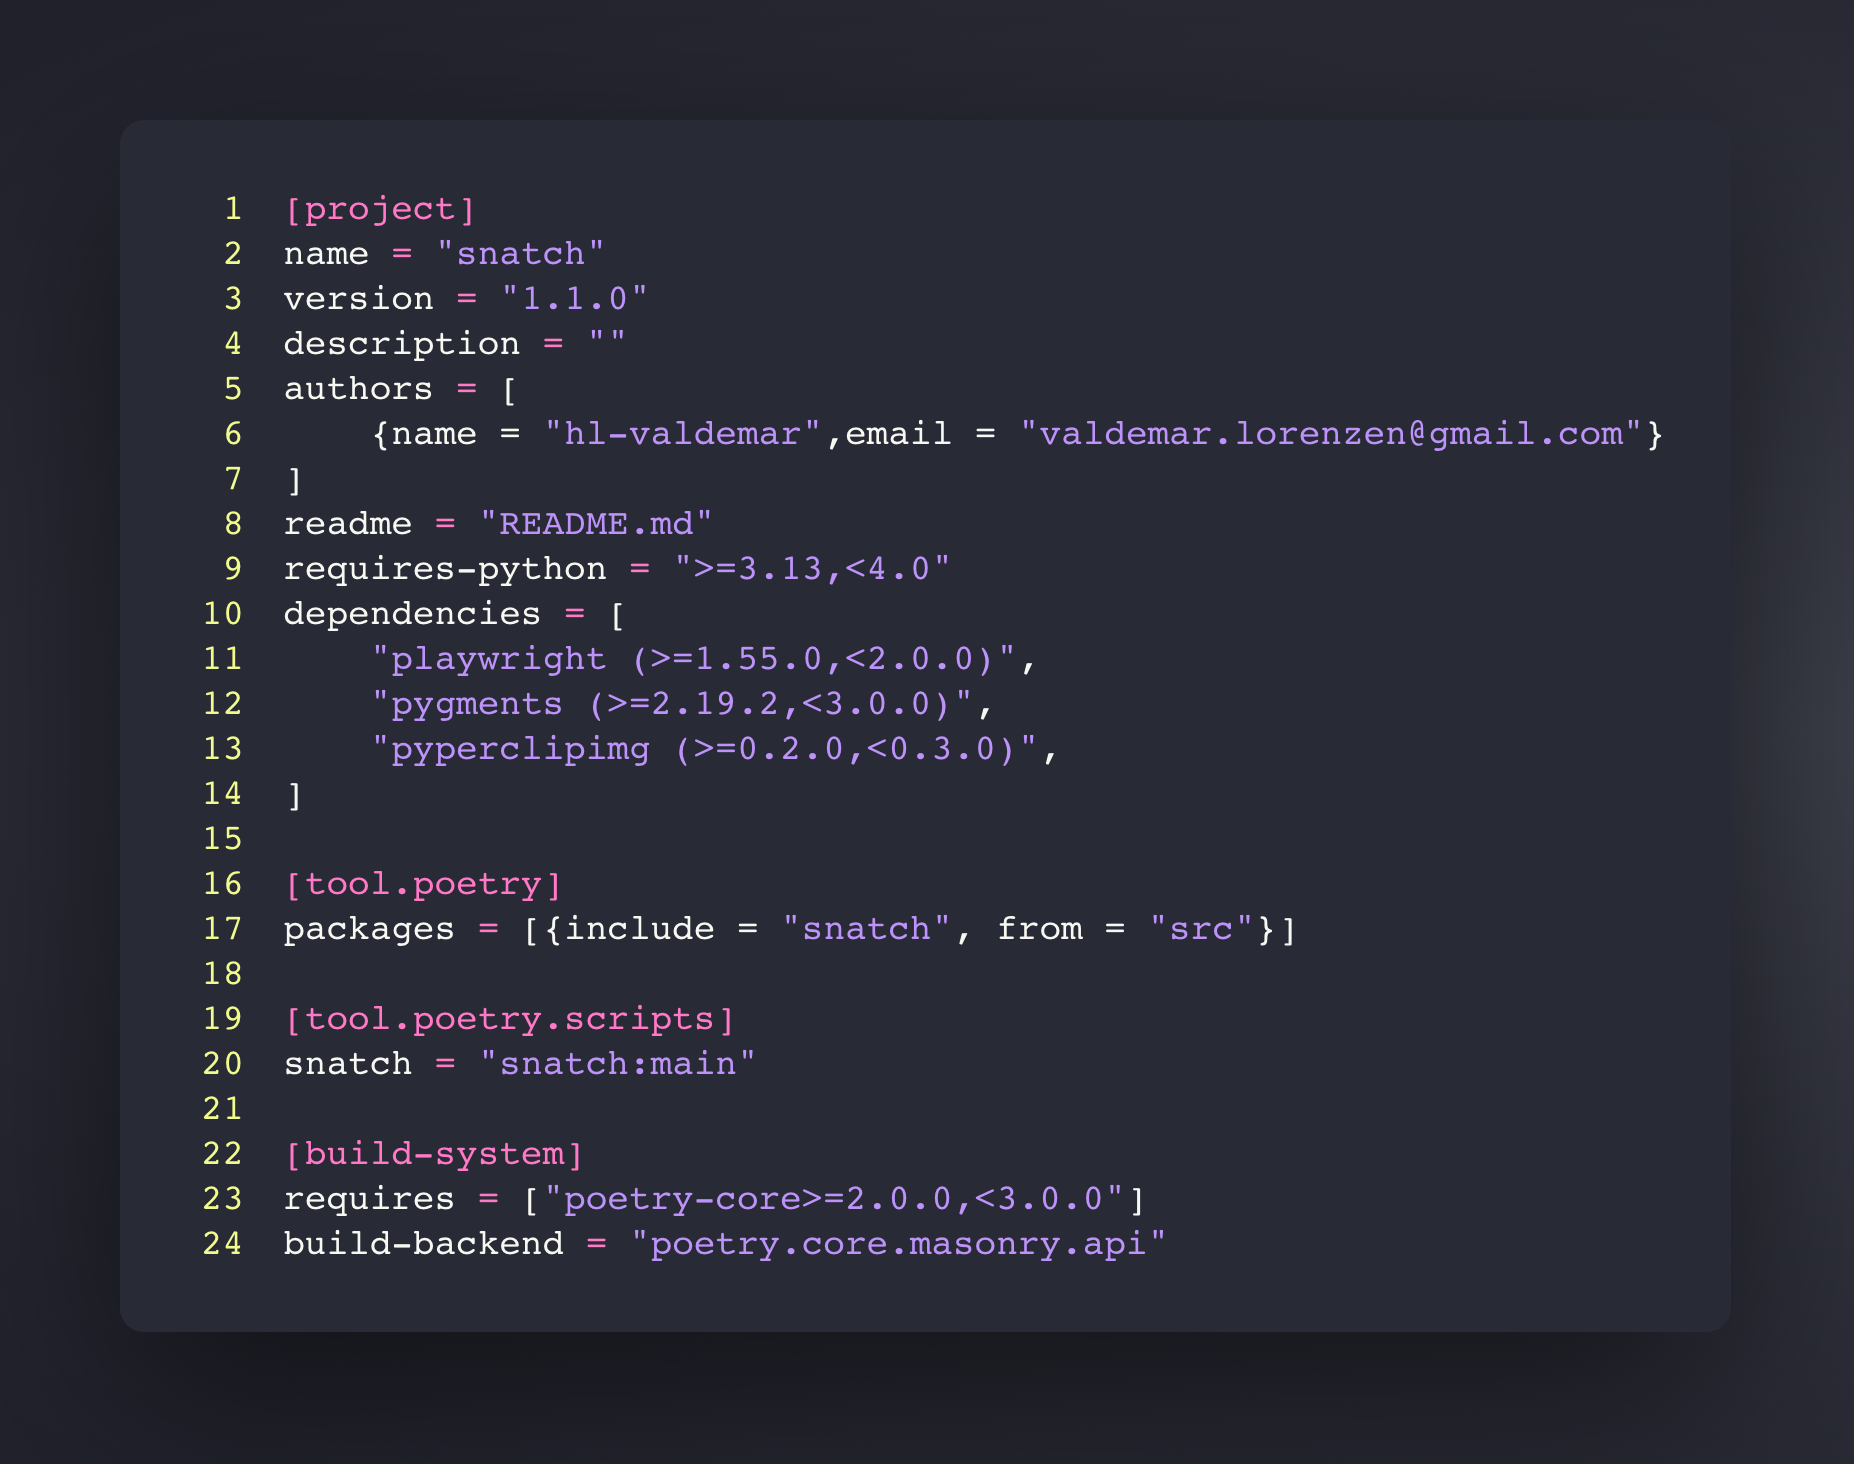 1 [project]
2 name = "snatch"
3 version = "1.1.0"
4 description = ""
5 authors = [
6     {name = "hl-valdemar",email = "valdemar.lorenzen@gmail.com"}
7 ]
8 readme = "README.md"
9 requires-python = ">=3.13,<4.0"
10 dependencies = [
11     "playwright (>=1.55.0,<2.0.0)",
12     "pygments (>=2.19.2,<3.0.0)",
13     "pyperclipimg (>=0.2.0,<0.3.0)",
14 ]
15
16 [tool.poetry]
17 packages = [{include = "snatch", from = "src"}]
18
19 [tool.poetry.scripts]
20 snatch = "snatch:main"
21
22 [build-system]
23 requires = ["poetry-core>=2.0.0,<3.0.0"]
24 build-backend = "poetry.core.masonry.api"